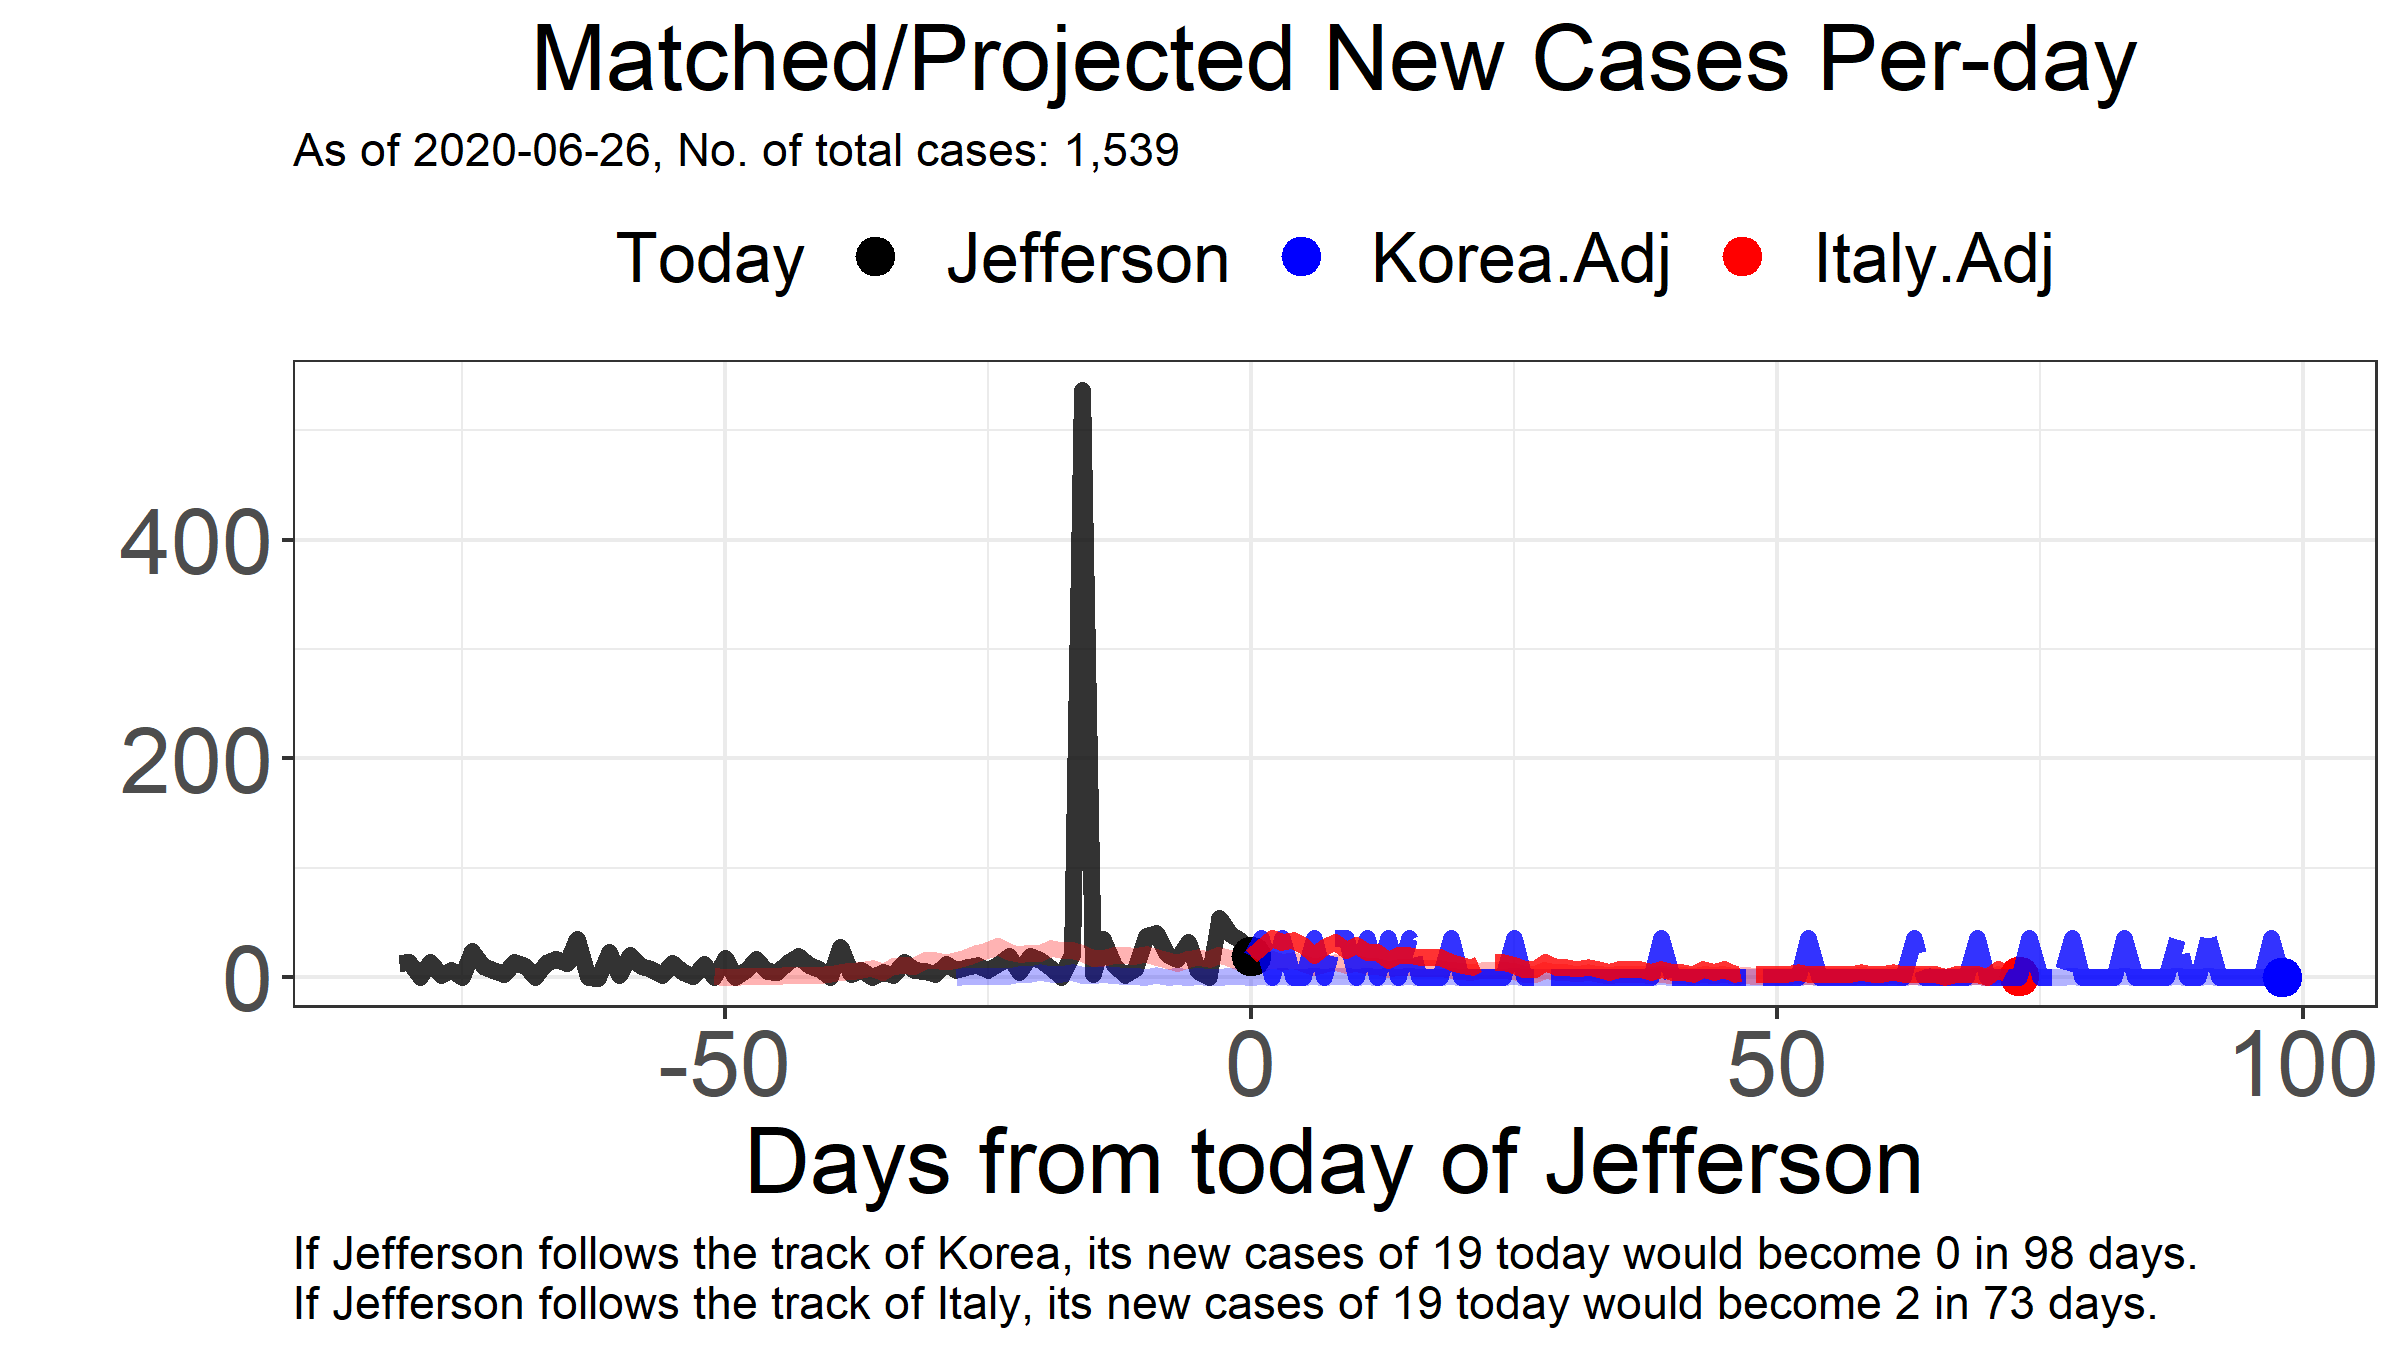 Matched/Projected New Cases Per-day
As of 2020-06-26, No. of total cases: 1,539
Today Jefferson Korea.Adj Italy.Adj
400
200
0
-50 0 50 100
Days from today of Jefferson
If Jefferson follows the track of Korea, its new cases of 19 today would become 0 in 98 days.
If Jefferson follows the track of Italy, its new cases of 19 today would become 2 in 73 days.